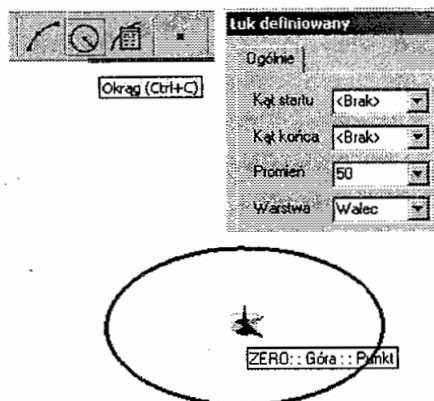 Okrąg (Ctrl+C)
Łuk definiowany
Ogólnie
Kąt startu <Brak>
Kąt końca <Brak>
Promień 50
Warstwa Walec
ZERO: : Góra : : Punkt